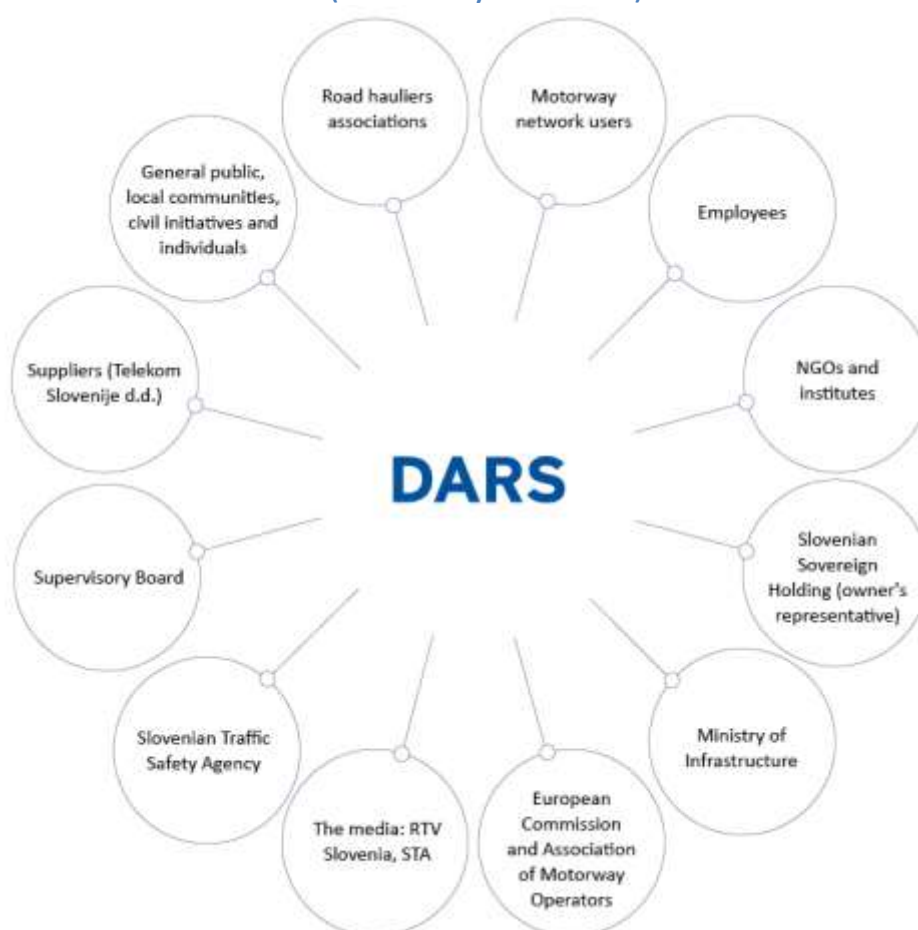 Road hauliers
associations
Motorway
network users
General public,
local communities,
civil initiatives and
individuals
Employees
Suppliers (Telekom
Slovenije d.d.)
NGOs and
institutes
DARS
Supervisory Board
Slovenian
Sovereign
Holding (owner's
representative)
Slovenian Traffic
Safety Agency
Ministry of
Infrastructure
The media: RTV
Slovenia, STA
European
Commission
and Association
of Motorway
Operators